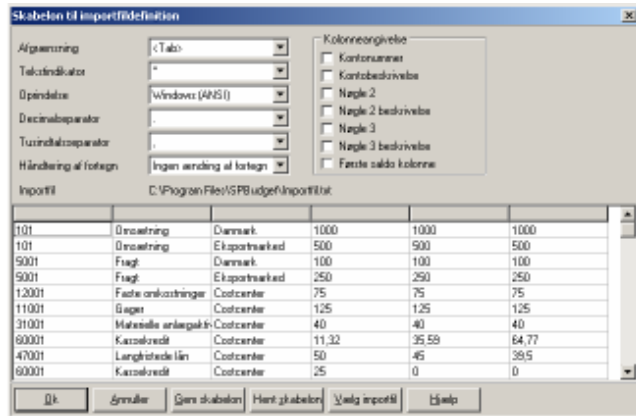 Skabelon til importfildefinition
Afgrænsning <Tab>
Tekstindikator "
Oprindelse Windows (ANSI)
Decimalseparator
Tusindtalsseparator
Håndtering af fortegn Ingen ændring af fortegn
Importfil C:\Program Files\SPBudget\Importfil.txt
Kolonneangivelse
Kontonummer
Kontobeskrivelse
Nøgle 2
Nøgle 2 beskrivelse
Nøgle 3
Nøgle 3 beskrivelse
Første saldo kolonne
101 Omsætning Danmark 1000 1000 1000
101 Omsætning Eksportmarked 500 500 500
5001 Fragt Danmark 100 100 100
5001 Fragt Eksportmarked 250 250 250
12001 Faste omkostninger Costcenter 75 75 75
11001 Gager Costcenter 125 125 125
31001 Materielle anlægsakti Costcenter 40 40 40
60001 Kassekredit Costcenter 11,32 35,59 64,77
47001 Langfristede lån Costcenter 50 45 39,5
60001 Kassekredit Costcenter 25 0 0
Ok Annuller Gem skabelon Hent skabelon Vælg importfil Hjælp